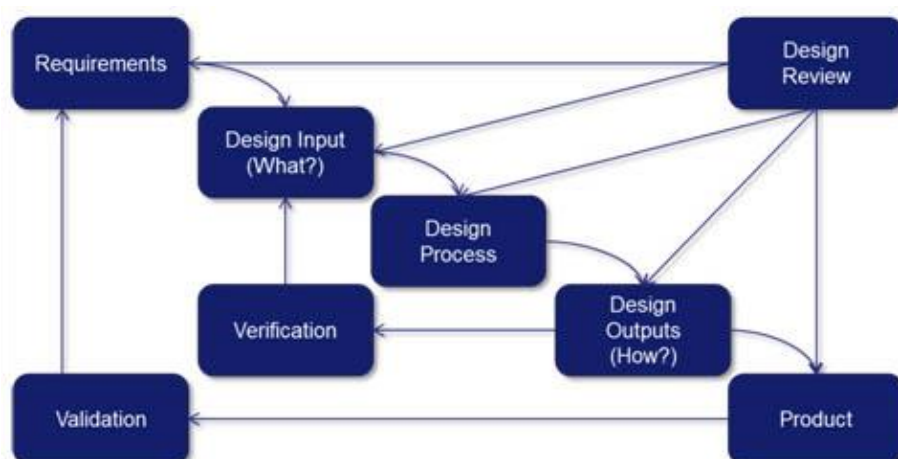 Requirements
Design
Review
Design Input
(What?)
Design
Process
Verification
Design
Outputs
(How?)
Validation
Product